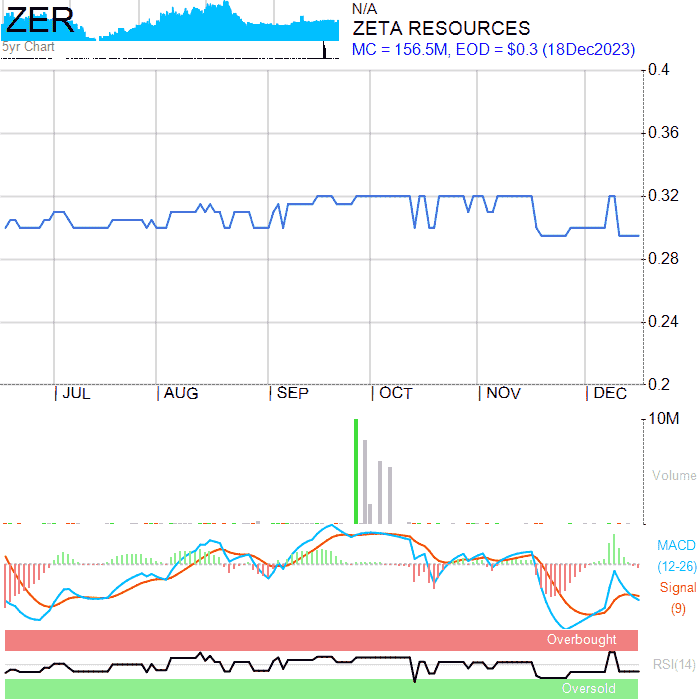 ZER
5yr Chart
N/A
ZETA RESOURCES
MC = 156.5M, EOD = $0.3 (18Dec2023)
0.4
0.36
0.32
0.28
0.24
0.2
JUL AUG SEP OCT NOV DEC
10M
Volume
MACD
(12-26)
Signal
(9)
Overbought
RSI(14)
Oversold